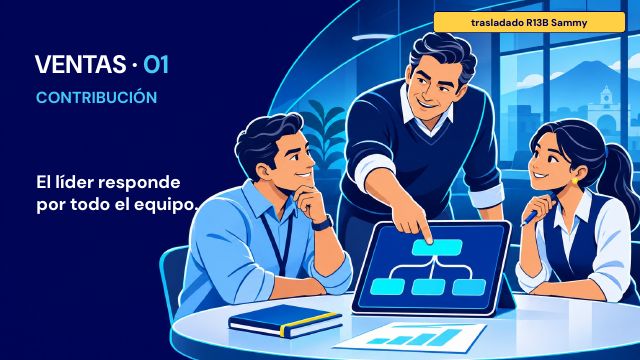 trasladado R13B Sammy
VENTAS · 01
CONTRIBUCIÓN
El líder responde
por todo el equipo.